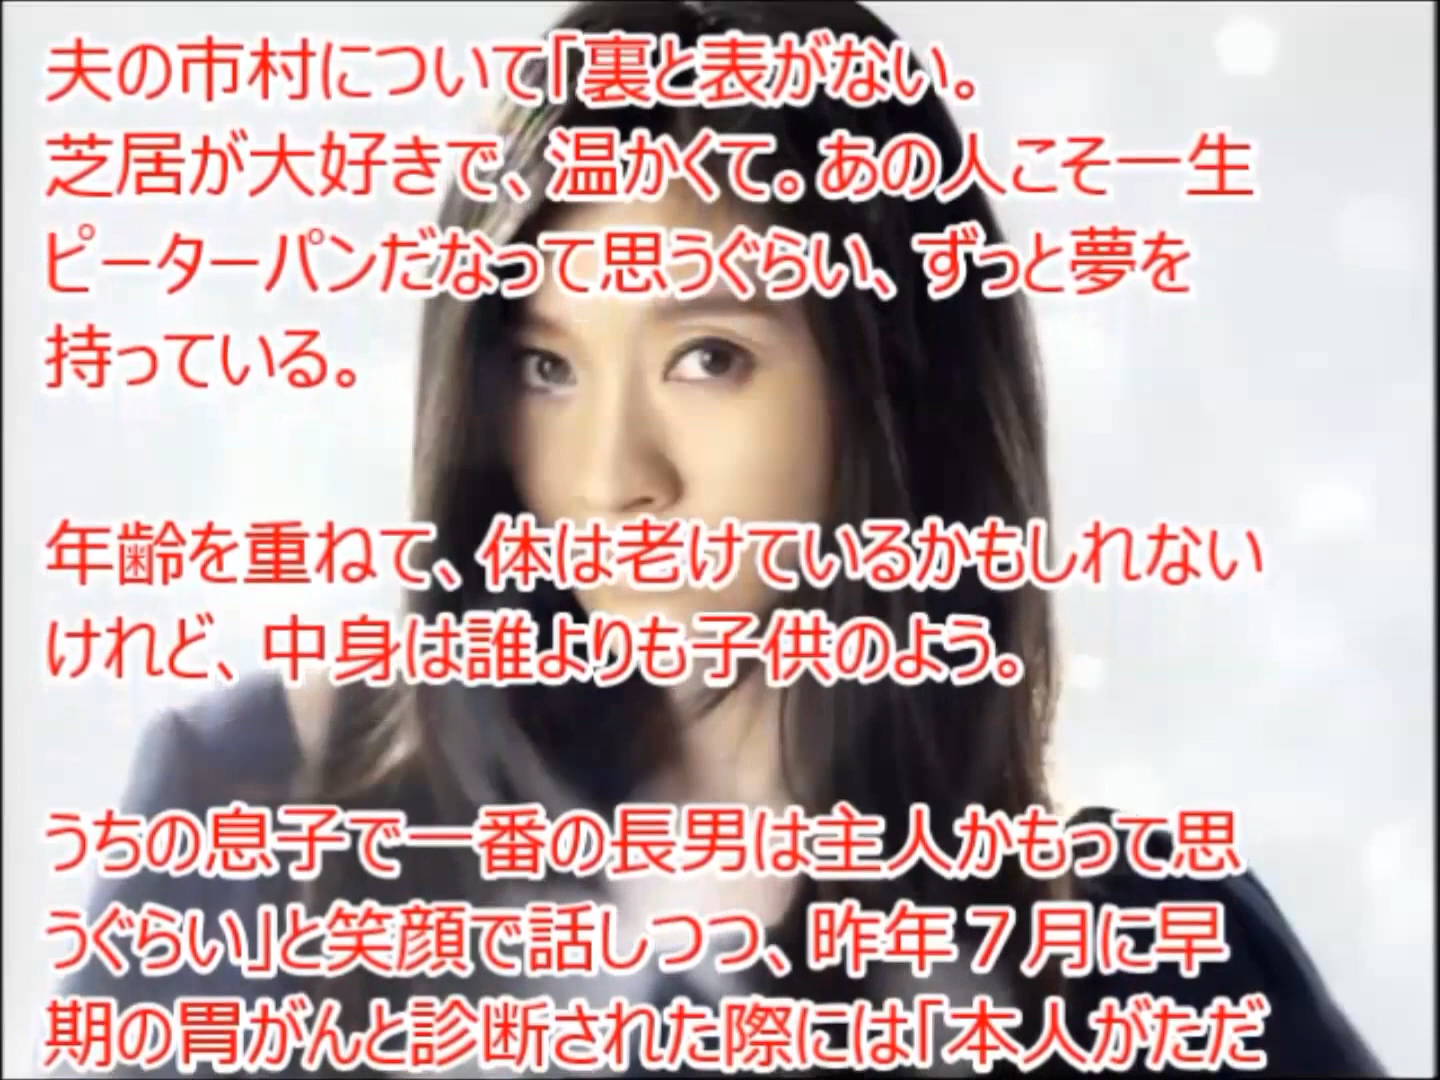 夫の市村について「裏と表がない。
芝居が大好きで、温かくて。あの人こそ一生
ピーターパンだなって思うぐらい、ずっと夢を
持っている。
年齢を重ねて、体は老けているかもしれない
けれど、中身は誰よりも子供のよう。
うちの息子で一番の長男は主人かもって思
うぐらい」と笑顔で話しつつ、昨年７月に早
期の胃がんと診断された際には「本人がただ